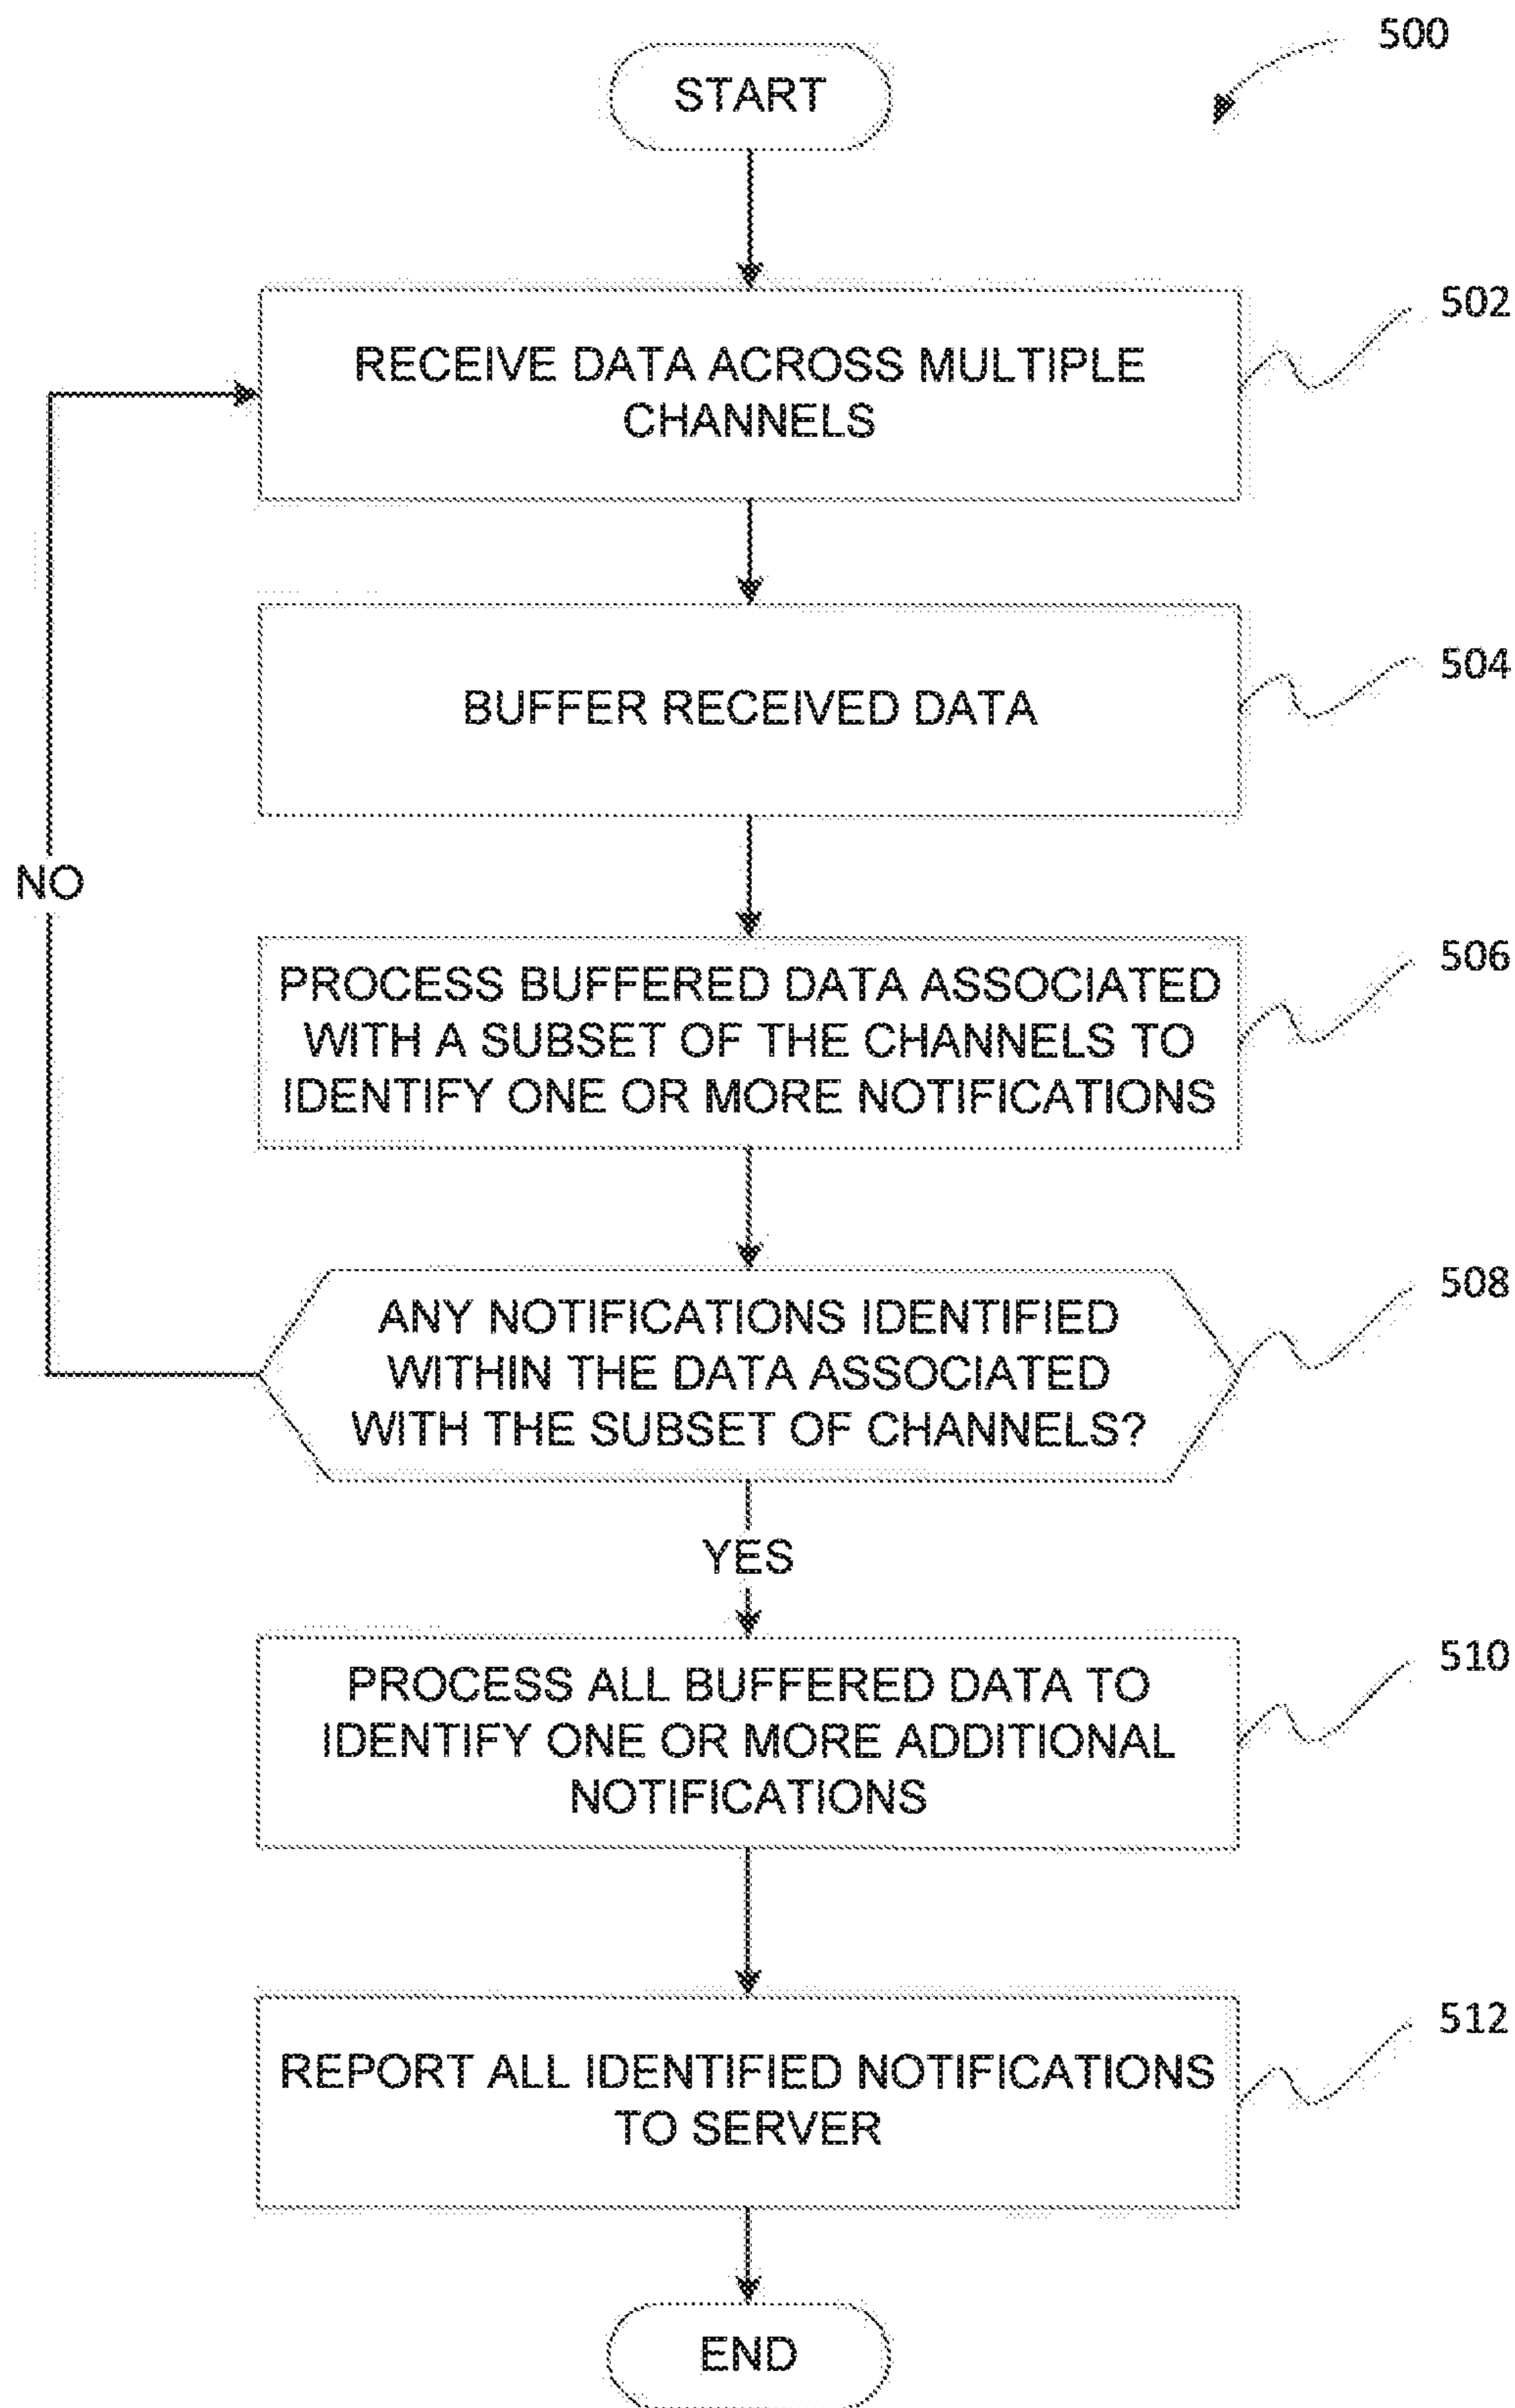 500
START
RECEIVE DATA ACROSS MULTIPLE
CHANNELS
502
BUFFER RECEIVED DATA
504
NO
PROCESS BUFFERED DATA ASSOCIATED
WITH A SUBSET OF THE CHANNELS TO
IDENTIFY ONE OR MORE NOTIFICATIONS
506
ANY NOTIFICATIONS IDENTIFIED
WITHIN THE DATA ASSOCIATED
WITH THE SUBSET OF CHANNELS?
508
YES
PROCESS ALL BUFFERED DATA TO
IDENTIFY ONE OR MORE ADDITIONAL
NOTIFICATIONS
510
REPORT ALL IDENTIFIED NOTIFICATIONS
TO SERVER
512
END